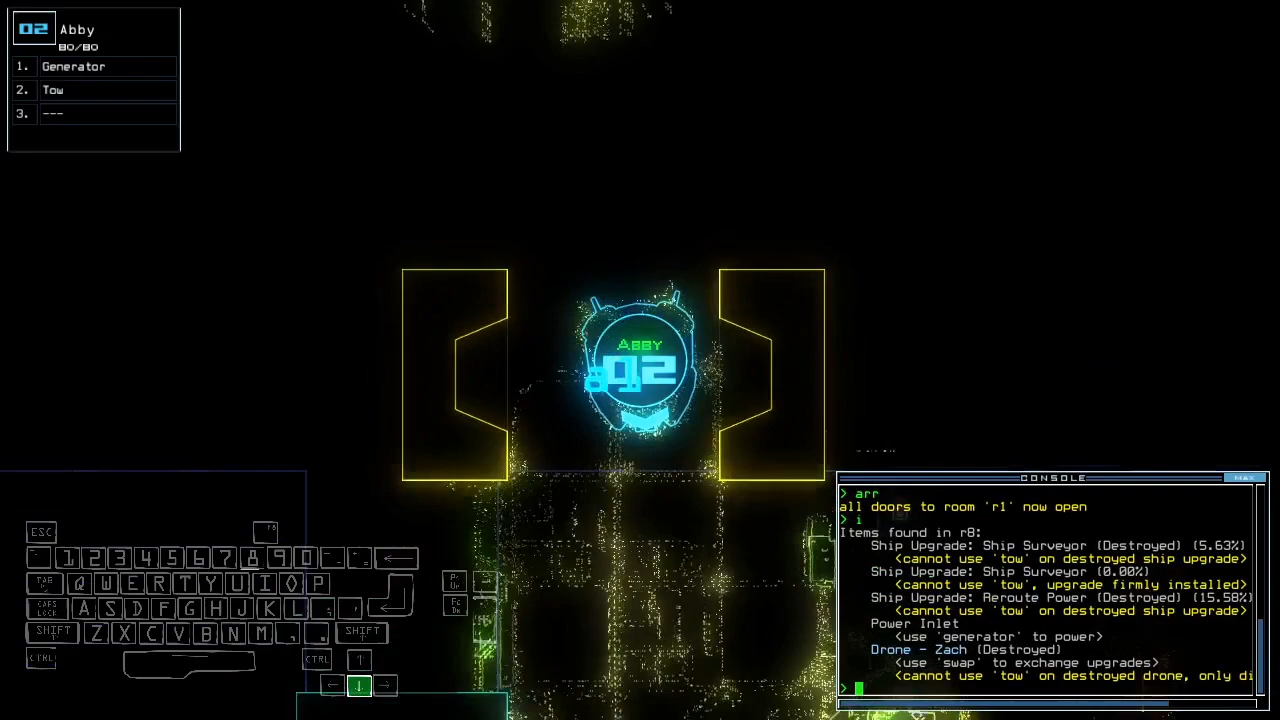 02 Abby
80/80
1. Generator
2. Tow
3. ---
ABBY
02
CONSOLE
MAX
> arr
all doors to room 'r1' now open
> i
Items found in r8:
Ship Upgrade: Ship Surveyor (Destroyed) (5.63%)
<cannot use 'tow' on destroyed ship upgrade>
Ship Upgrade: Ship Surveyor (0.00%)
<cannot use 'tow', upgrade firmly installed>
Ship Upgrade: Reroute Power (Destroyed) (15.58%)
<cannot use 'tow' on destroyed ship upgrade>
Power Inlet
<use 'generator' to power>
Drone - Zach (Destroyed)
<use 'swap' to exchange upgrades>
<cannot use 'tow' on destroyed drone, only di
>
ESC
1 2 3 4 5 6 7 8 9 0 - =
TAB Q W E R T Y U I O P
CAPS LOCK A S D F G H J K L ; '
SHIFT Z X C V B N M , . SHIFT
CTRL CTRL